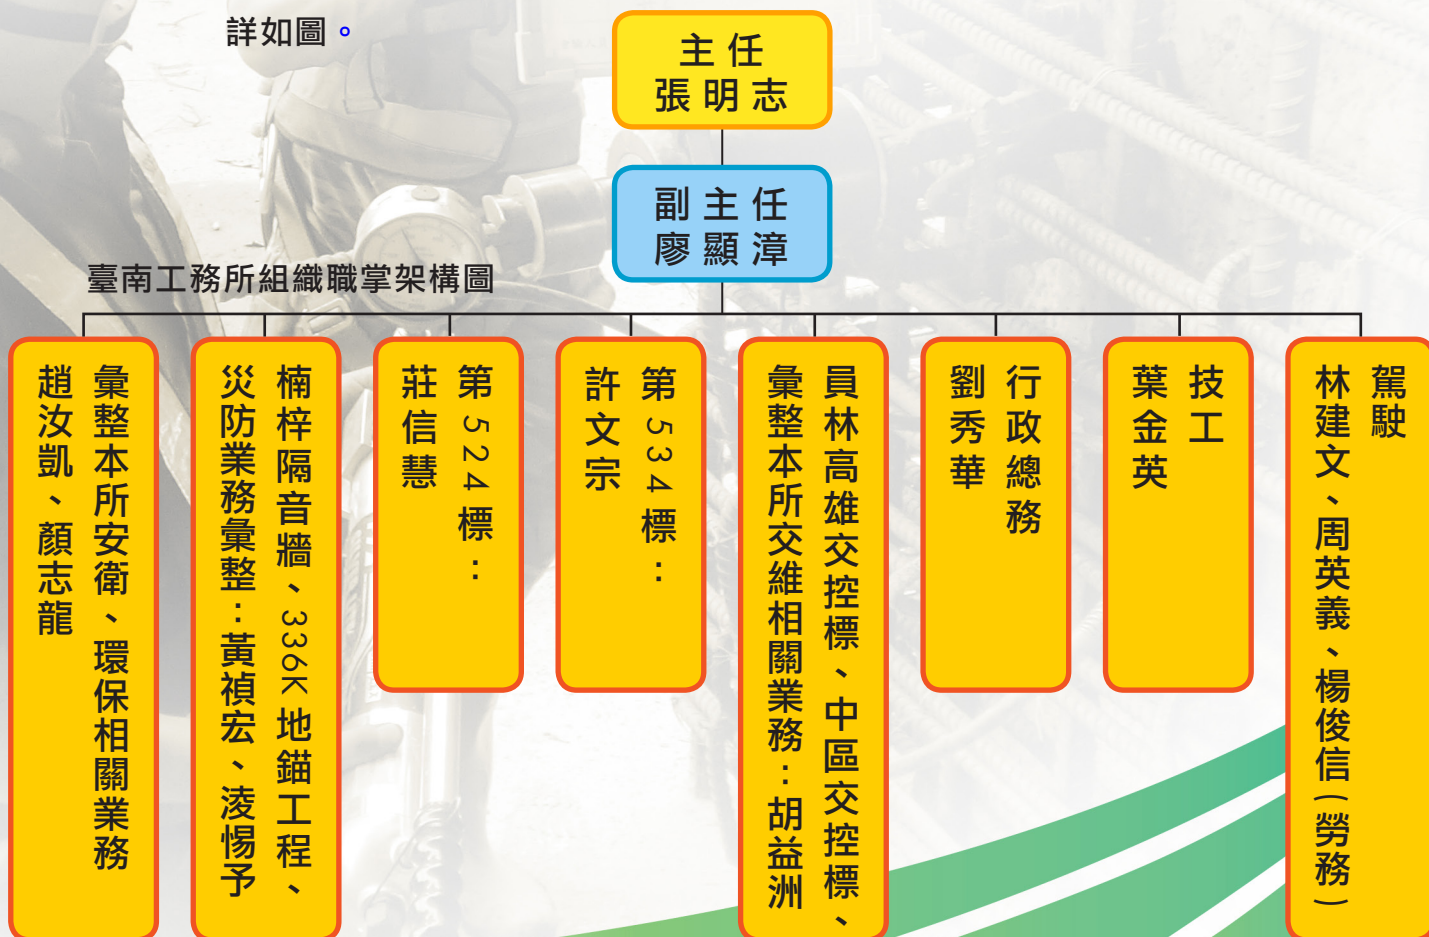 詳如圖。
主任
張明志
副主任
廖顯漳
臺南工務所組織職掌架構圖
彙整本所安衛、環保相關業務
趙汝凱、顏志龍
楠梓隔音牆、336K地錨工程、
災防業務彙整：黃禎宏、淩惕予
第524標：
莊信慧
第534標：
許文宗
員林高雄交控標、中區交控標、
彙整本所交維相關業務：胡益洲
行政總務
劉秀華
技工
葉金英
駕駛
林建文、周英義、楊俊信(勞務)